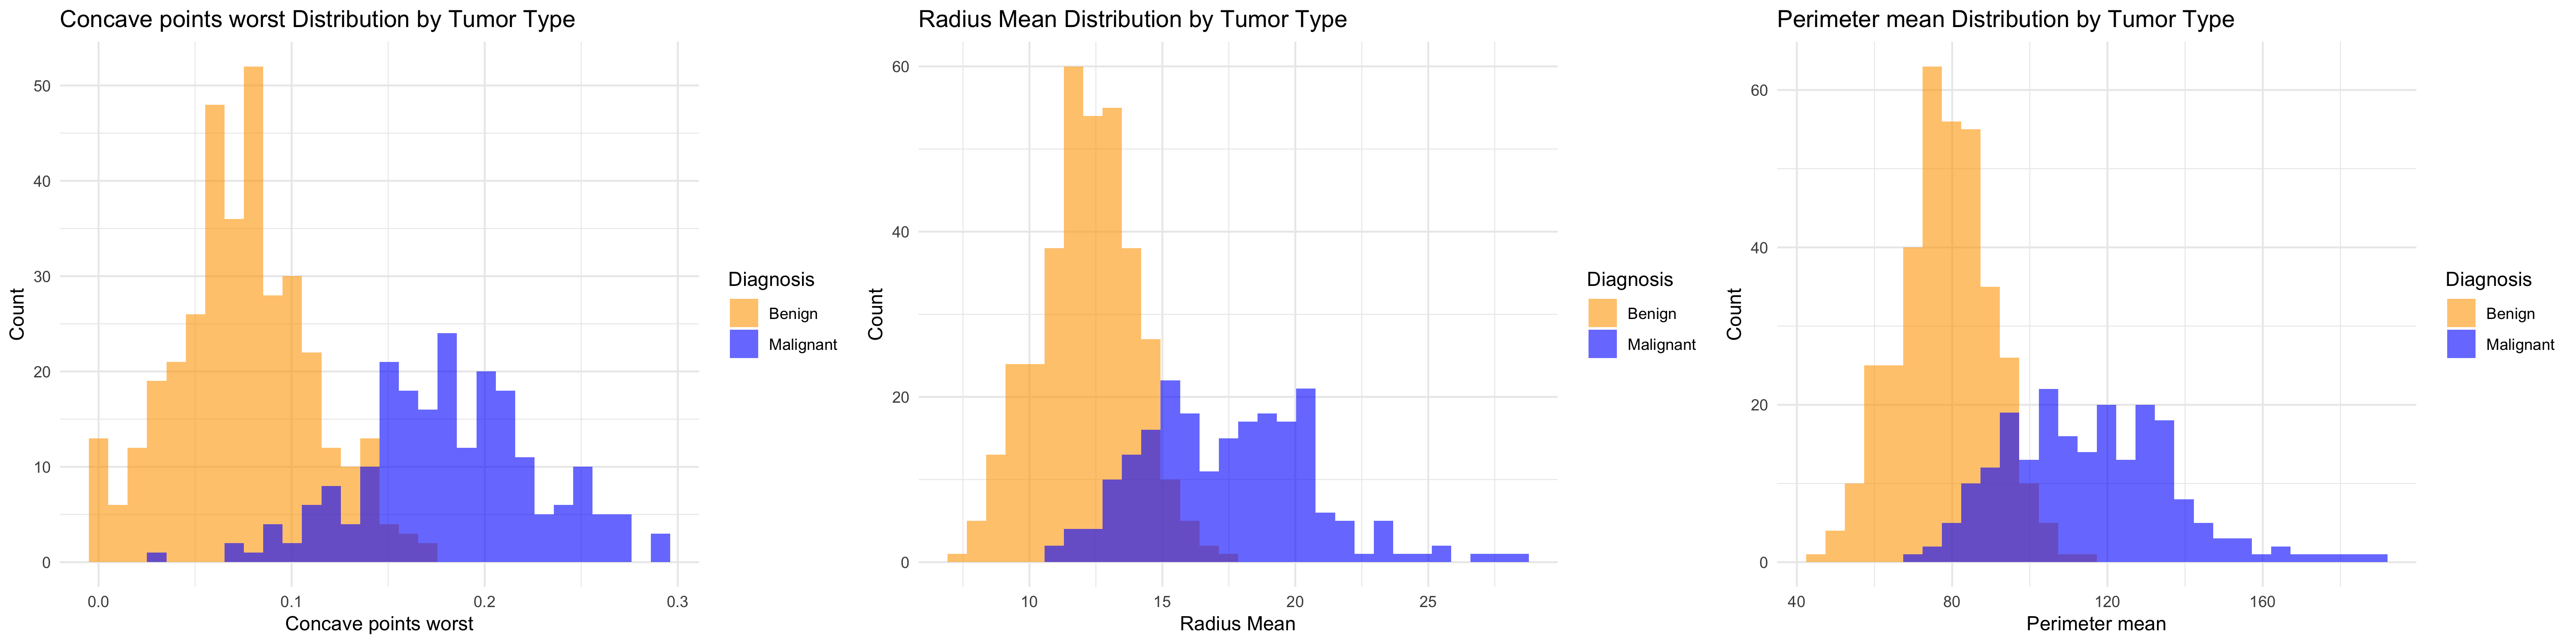 Concave points worst Distribution by Tumor Type
50
40
30
20
10
0
Count
0.0 0.1 0.2 0.3
Concave points worst
Diagnosis
Benign
Malignant
Radius Mean Distribution by Tumor Type
60
40
20
0
Count
10 15 20 25
Radius Mean
Diagnosis
Benign
Malignant
Perimeter mean Distribution by Tumor Type
60
40
20
0
Count
40 80 120 160
Perimeter mean
Diagnosis
Benign
Malignant